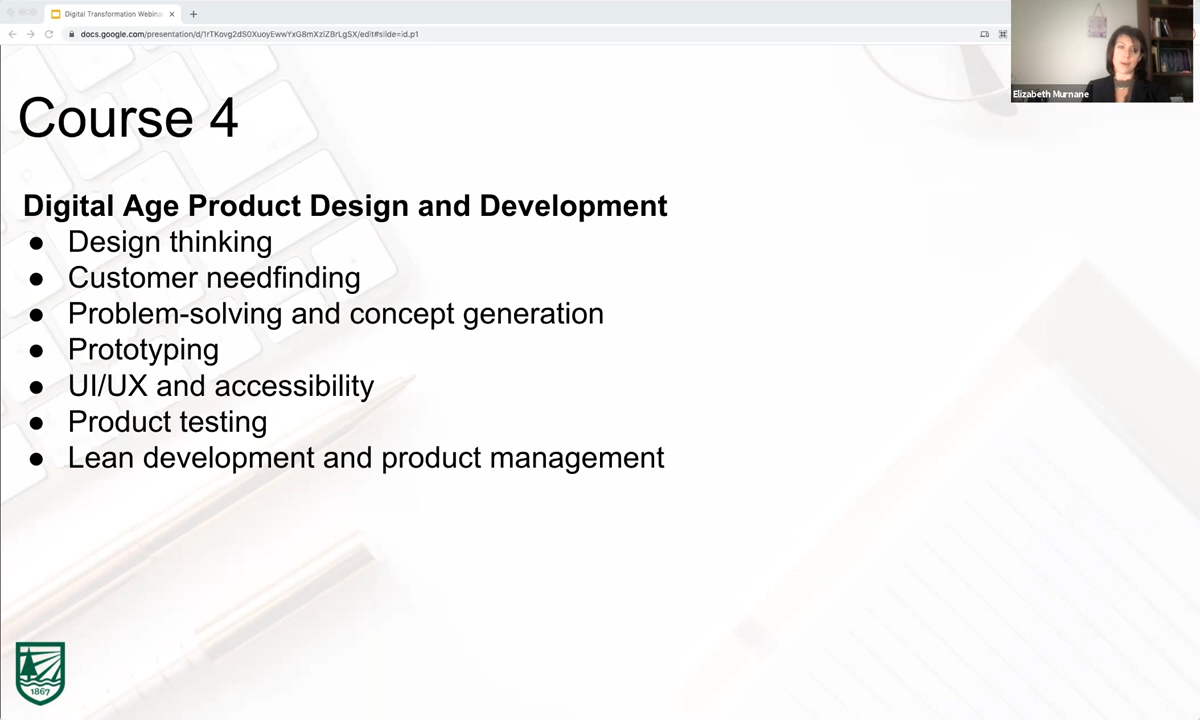 Digital Transformation Webinar
docs.google.com/presentation/d/1rTKovg2dS0XuoyEwwYxG8mXziZBrLgSX/edit#slide=id.p1
Elizabeth Murnane
Course 4
Digital Age Product Design and Development
● Design thinking
● Customer needfinding
● Problem-solving and concept generation
● Prototyping
● UI/UX and accessibility
● Product testing
● Lean development and product management
1867